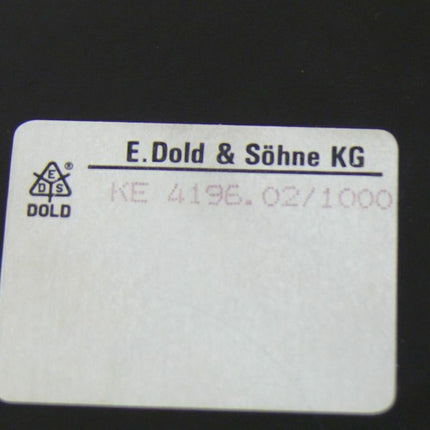 E.Dold & Söhne KG
E
D S ®
DOLD
KE 4196.02/1000